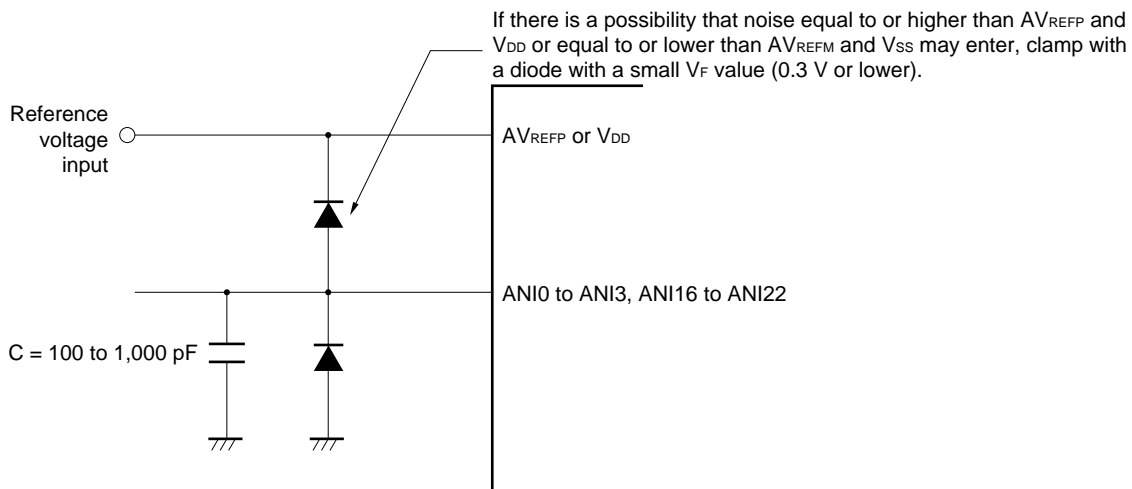 If there is a possibility that noise equal to or higher than AVREFP and
VDD or equal to or lower than AVREFM and VSS may enter, clamp with
a diode with a small VF value (0.3 V or lower).
Reference
voltage
input
AVREFP or VDD
ANI0 to ANI3, ANI16 to ANI22
C = 100 to 1,000 pF